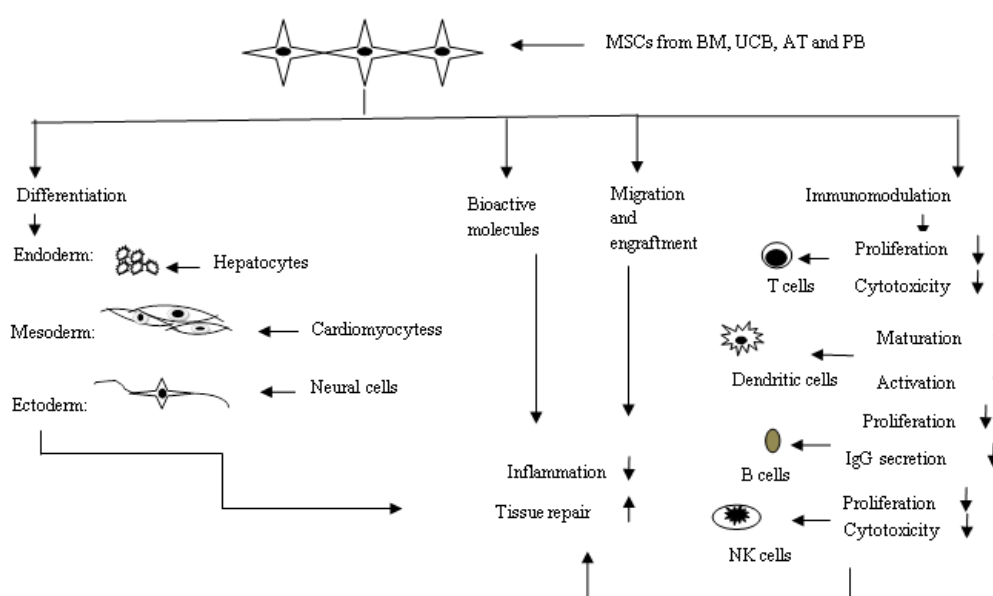 MSCs from BM, UCB, AT and PB
Differentiation
Endoderm:
Hepatocytes
Mesoderm:
Cardiomyocytess
Ectoderm:
Neural cells
Bioactive
molecules
Migration
and
engraftment
Inflammation
Tissue repair
Immunomodulation
Proliferation
T cells
Cytotoxicity
Maturation
Dendritic cells
Activation
Proliferation
B cells
IgG secretion
Proliferation
Cytotoxicity
NK cells